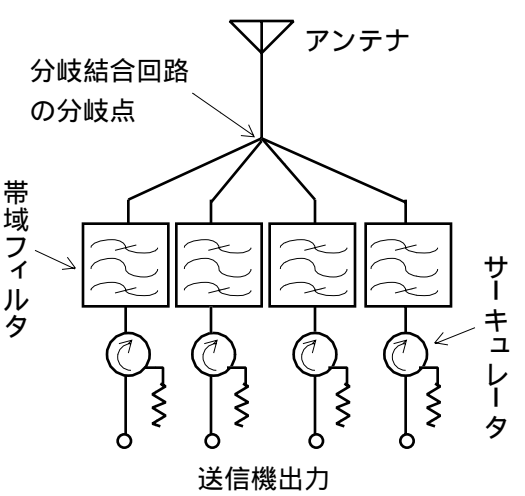 アンテナ
分岐結合回路
の分岐点
帯域フィルタ
サーキュレータ
送信機出力